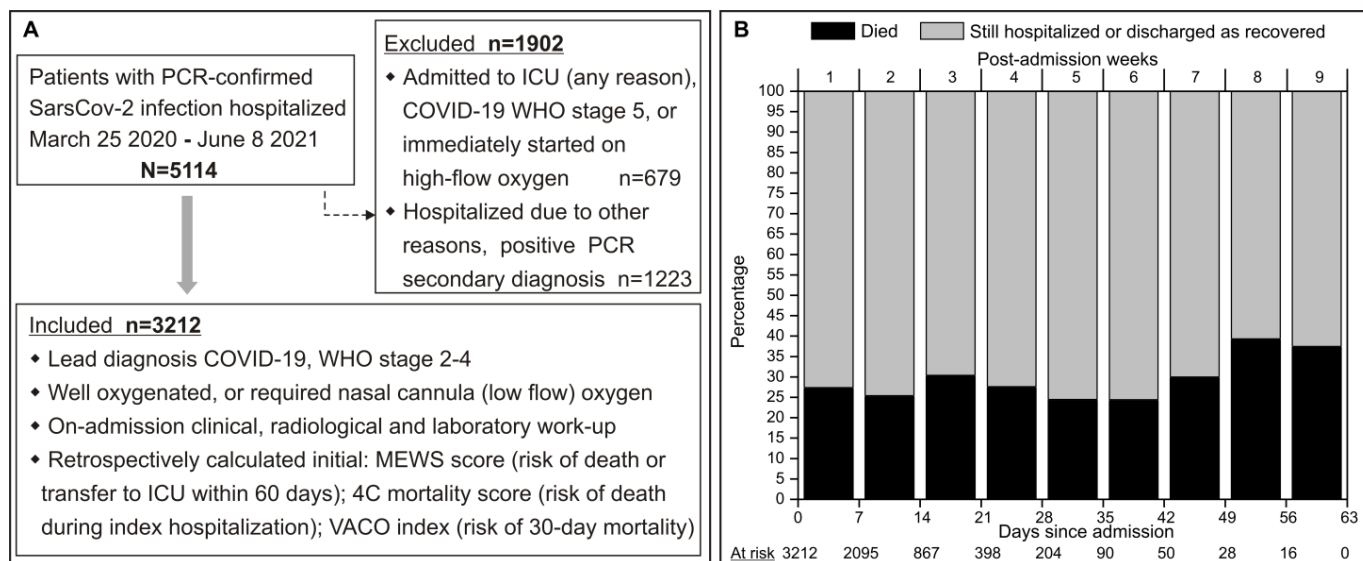 A
Patients with PCR-confirmed
SarsCov-2 infection hospitalized
March 25 2020 - June 8 2021
N=5114
Excluded n=1902
◆ Admitted to ICU (any reason),
COVID-19 WHO stage 5, or
immediately started on
high-flow oxygen n=679
◆ Hospitalized due to other
reasons, positive PCR
secondary diagnosis n=1223
Included n=3212
◆ Lead diagnosis COVID-19, WHO stage 2-4
◆ Well oxygenated, or required nasal cannula (low flow) oxygen
◆ On-admission clinical, radiological and laboratory work-up
◆ Retrospectively calculated initial: MEWS score (risk of death or
transfer to ICU within 60 days); 4C mortality score (risk of death
during index hospitalization); VACO index (risk of 30-day mortality)
B
Died Still hospitalized or discharged as recovered
Post-admission weeks
1 2 3 4 5 6 7 8 9
Percentage
100
95
90
85
80
75
70
65
60
55
50
45
40
35
30
25
20
15
10
5
0
0 7 14 21 28 35 42 49 56 63
Days since admission
At risk 3212 2095 867 398 204 90 50 28 16 0